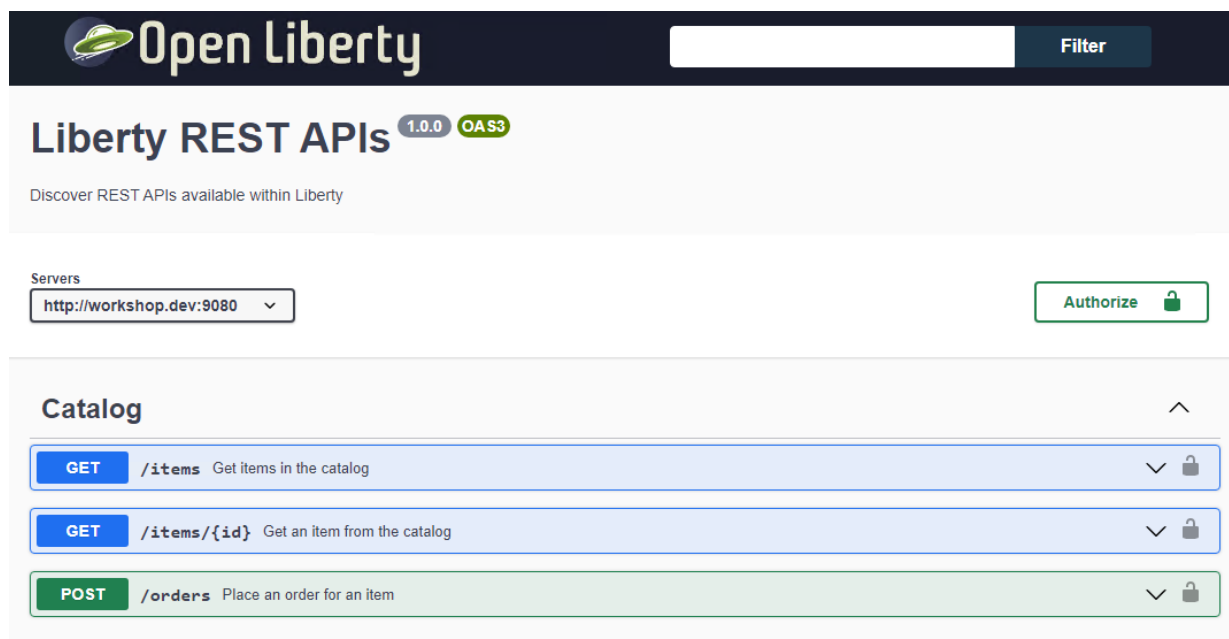 Open Liberty
Filter
Liberty REST APIs 1.0.0 OAS3
Discover REST APIs available within Liberty
Servers
http://workshop.dev:9080
Authorize
Catalog
GET /items Get items in the catalog
GET /items/{id} Get an item from the catalog
POST /orders Place an order for an item